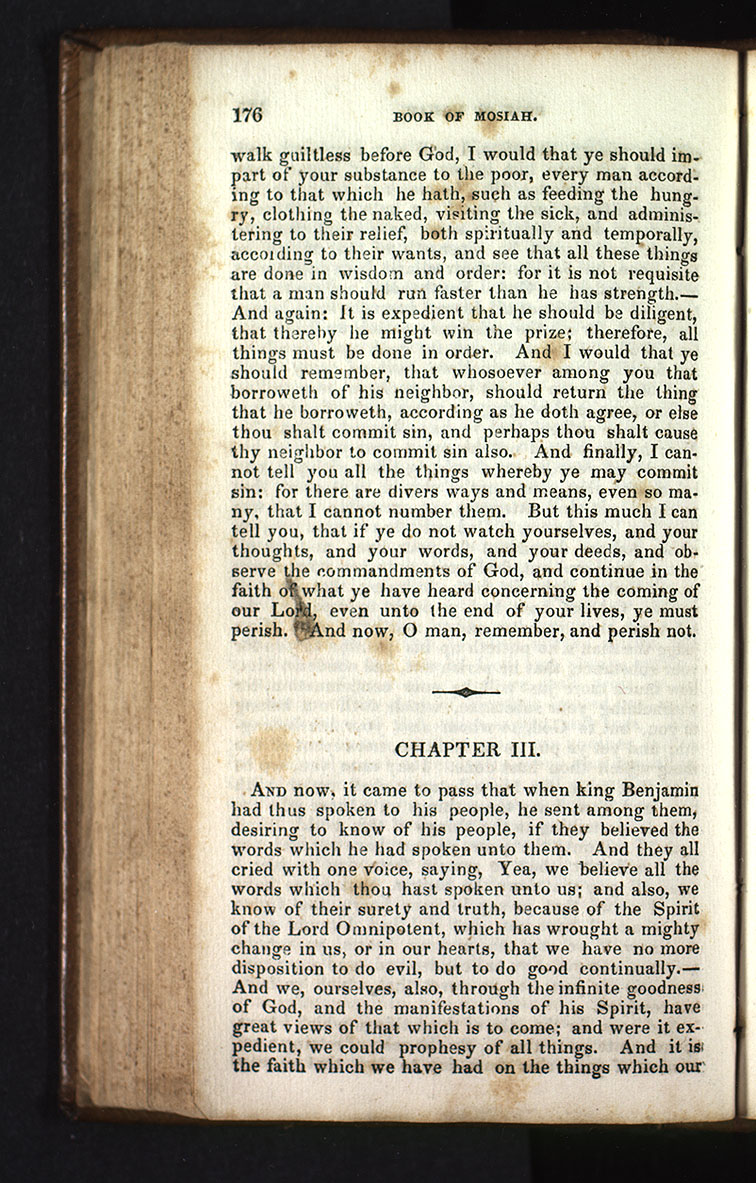 176 BOOK OF MOSIAH.
walk guiltless before God, I would that ye should im-
part of your substance to the poor, every man accord-
ing to that which he hath, such as feeding the hung-
ry, clothing the naked, visiting the sick, and adminis-
tering to their relief, both spiritually and temporally,
according to their wants, and see that all these things
are done in wisdom and order: for it is not requisite
that a man should run faster than he has strength.—
And again: It is expedient that he should be diligent,
that thereby he might win the prize; therefore, all
things must be done in order. And I would that ye
should remember, that whosoever among you that
borroweth of his neighbor, should return the thing
that he borroweth, according as he doth agree, or else
thou shalt commit sin, and perhaps thou shalt cause
thy neighbor to commit sin also. And finally, I can-
not tell you all the things whereby ye may commit
sin: for there are divers ways and means, even so ma-
ny, that I cannot number them. But this much I can
tell you, that if ye do not watch yourselves, and your
thoughts, and your words, and your deeds, and ob-
serve the commandments of God, and continue in the
faith of what ye have heard concerning the coming of
our Lord, even unto the end of your lives, ye must
perish. And now, O man, remember, and perish not.
CHAPTER III.
AND now, it came to pass that when king Benjamin
had thus spoken to his people, he sent among them,
desiring to know of his people, if they believed the
words which he had spoken unto them. And they all
cried with one voice, saying, Yea, we believe all the
words which thou hast spoken unto us; and also, we
know of their surety and truth, because of the Spirit
of the Lord Omnipotent, which has wrought a mighty
change in us, or in our hearts, that we have no more
disposition to do evil, but to do good continually.—
And we, ourselves, also, through the infinite goodness
of God, and the manifestations of his Spirit, have
great views of that which is to come; and were it ex-
pedient, we could prophesy of all things. And it is
the faith which we have had on the things which our